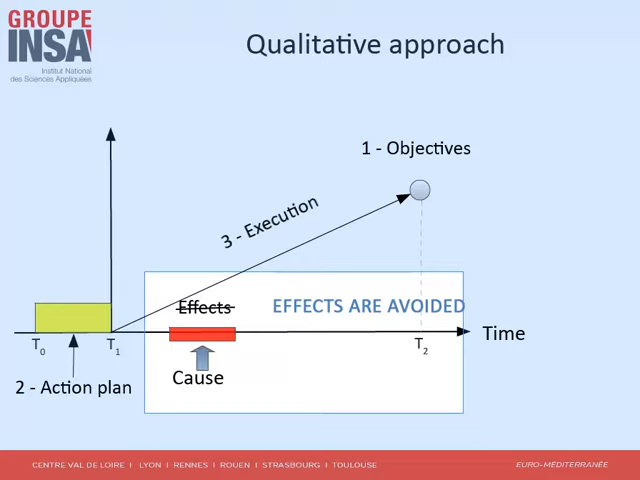 GROUPE
INSA
Institut National
des Sciences Appliquées
Qualitative approach
1 - Objectives
3 - Execution
Effects
EFFECTS ARE AVOIDED
Time
T0
T1
T2
2 - Action plan
Cause
CENTRE VAL DE LOIRE I LYON I RENNES I ROUEN I STRASBOURG I TOULOUSE
EURO-MÉDITERRANÉE